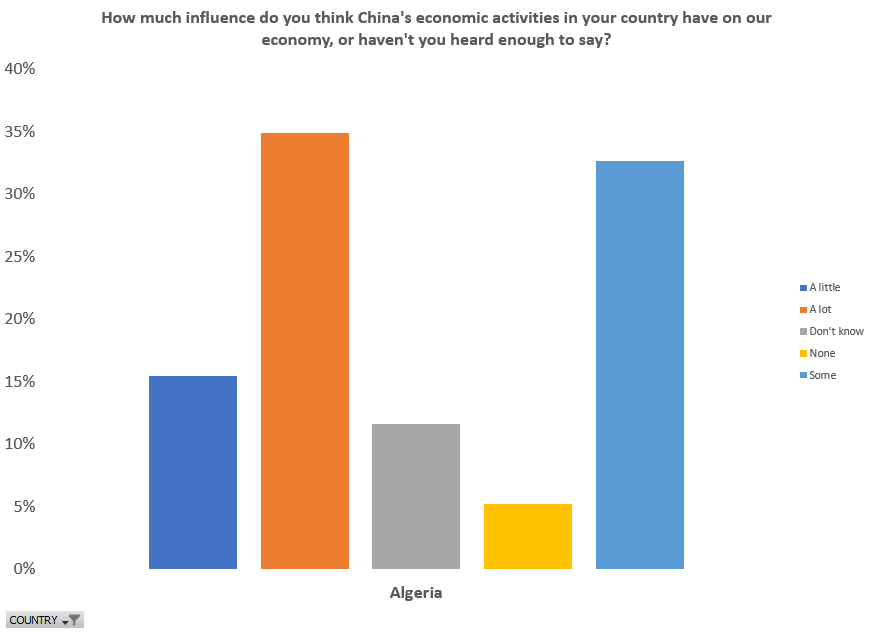 How much influence do you think China's economic activities in your country have on our
economy, or haven't you heard enough to say?
40%
35%
30%
25%
20%
15%
10%
5%
0%
A little
A lot
Don't know
None
Some
Algeria
COUNTRY